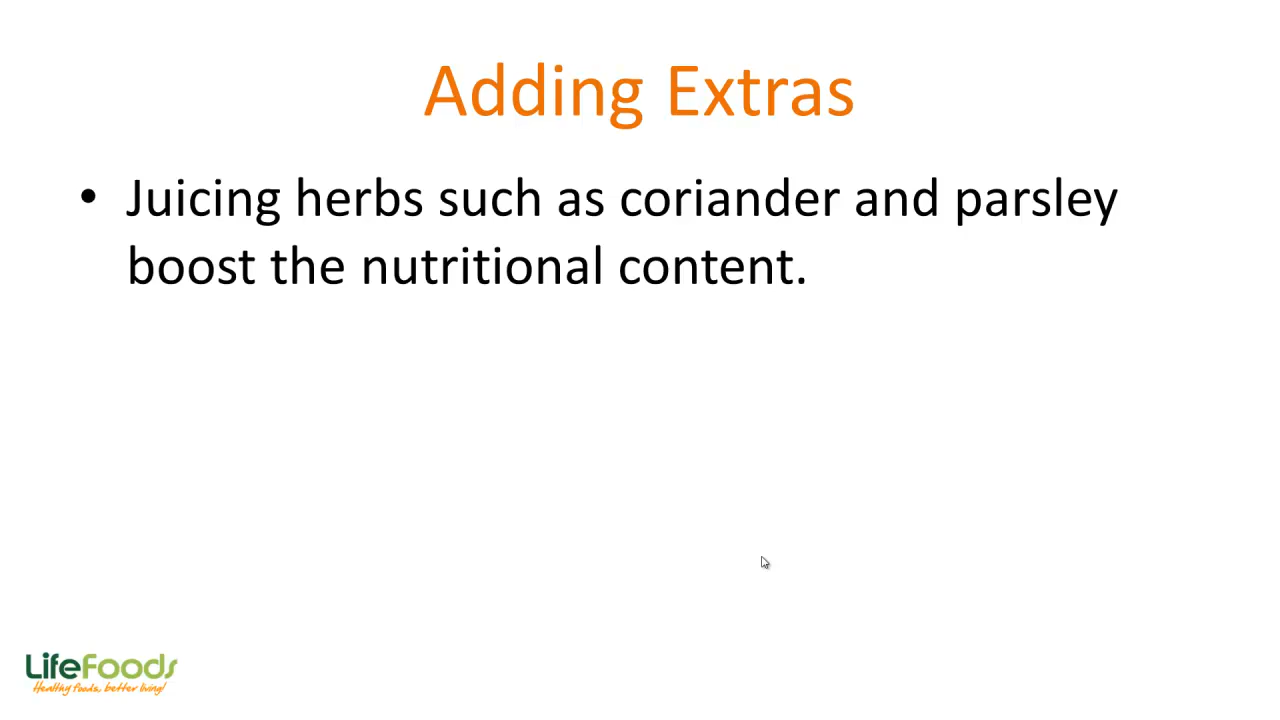 Adding Extras
• Juicing herbs such as coriander and parsley
boost the nutritional content.
LifeFoods
Healthy foods, better living!